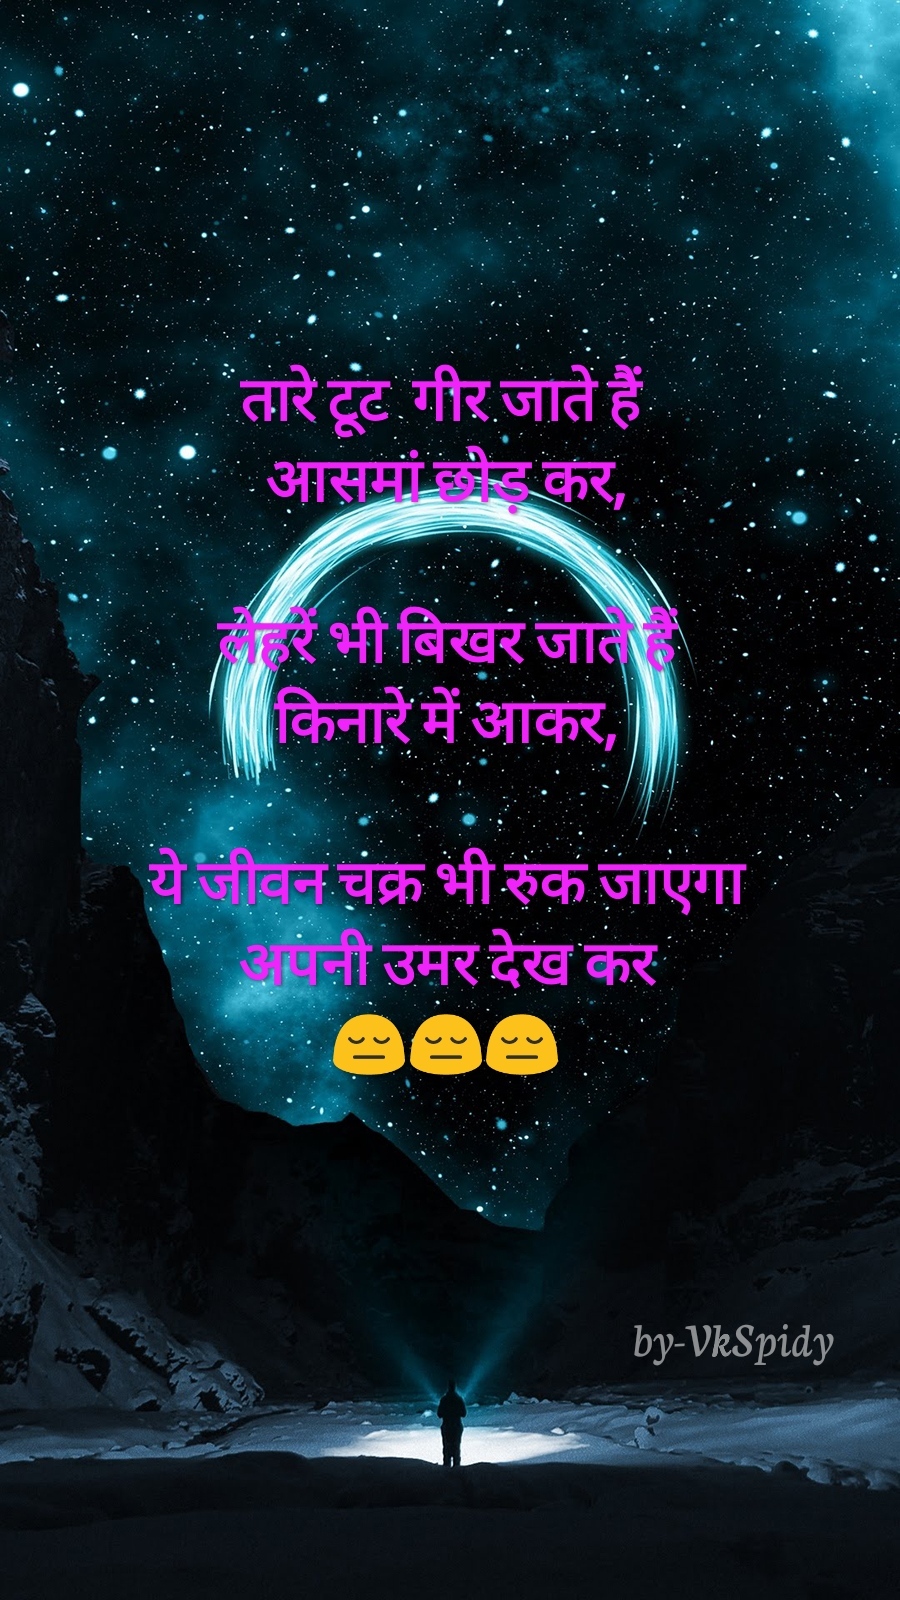 तारे टूट  गीर जाते हैं
आसमां छोड़ कर,
लेहरें भी बिखर जाते हैं
किनारे में आकर,
ये जीवन चक्र भी रुक जाएगा
अपनी उमर देख कर
😔😔😔
by-VkSpidy